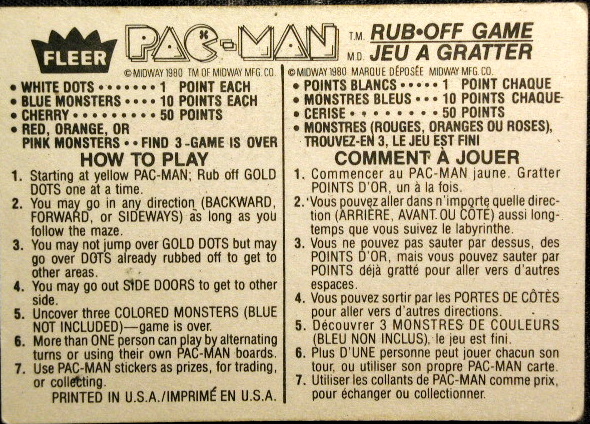 FLEER
PAC-MAN T.M. M.D. RUB•OFF GAME
JEU A GRATTER
© MIDWAY 1980 TM OF MIDWAY MFG. CO.
• WHITE DOTS • • • • • • • 1 POINT EACH
• BLUE MONSTERS • • • • 10 POINTS EACH
• CHERRY • • • • • • • • • • 50 POINTS
• RED, ORANGE, OR
PINK MONSTERS • • FIND 3 - GAME IS OVER
HOW TO PLAY
1. Starting at yellow PAC-MAN; Rub off GOLD
DOTS one at a time.
2. You may go in any direction (BACKWARD,
FORWARD, or SIDEWAYS) as long as you
follow the maze.
3. You may not jump over GOLD DOTS but may
go over DOTS already rubbed off to get to
other areas.
4. You may go out SIDE DOORS to get to other
side.
5. Uncover three COLORED MONSTERS (BLUE
NOT INCLUDED)—game is over.
6. More than ONE person can play by alternating
turns or using their own PAC-MAN boards.
7. Use PAC-MAN stickers as prizes, for trading,
or collecting.
PRINTED IN U.S.A./IMPRIMÉ EN U.S.A.
© MIDWAY 1980 MARQUE DÉPOSÉE MIDWAY MFG. CO.
• POINTS BLANCS • • • • 1 POINT CHAQUE
• MONSTRES BLEUS • • • 10 POINTS CHAQUE
• CERISE • • • • • • • • 50 POINTS
• MONSTRES (ROUGES, ORANGES OU ROSES),
TROUVEZ-EN 3, LE JEU EST FINI
COMMENT À JOUER
1. Commencer au PAC-MAN jaune. Gratter
POINTS D'OR, un à la fois.
2. Vous pouvez aller dans n'importe quelle direc-
tion (ARRIÈRE, AVANT OU CÔTÉ) aussi long-
temps que vous suivez le labyrinthe.
3. Vous ne pouvez pas sauter par dessus, des
POINTS D'OR, mais vous pouvez sauter par
POINTS déjà gratté pour aller vers d'autres
espaces.
4. Vous pouvez sortir par les PORTES DE CÔTÉS
pour aller vers d'autres directions.
5. Découvrer 3 MONSTRES DE COULEURS
(BLEU NON INCLUS), le jeu est fini.
6. Plus D'UNE personne peut jouer chacun son
tour, ou utiliser son propre PAC-MAN carte.
7. Utiliser les collants de PAC-MAN comme prix,
pour échanger ou collectionner.